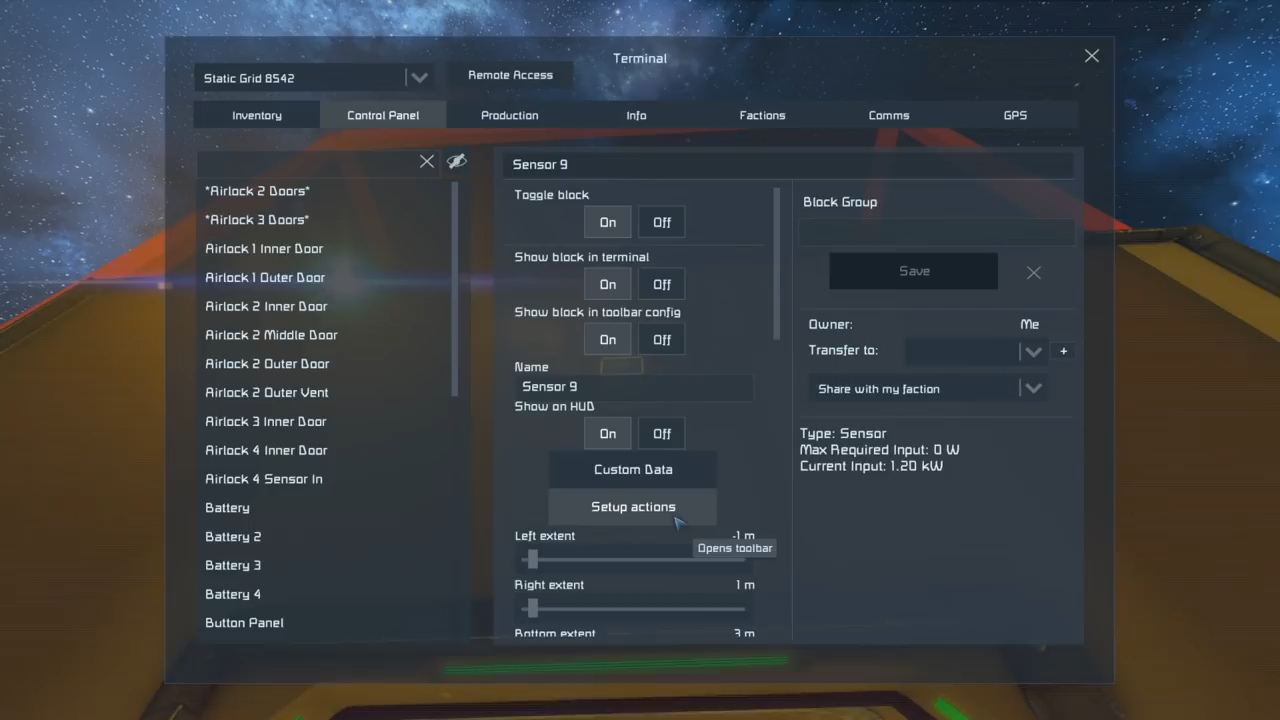 Terminal
Static Grid 8542
Remote Access
Inventory
Control Panel
Production
Info
Factions
Comms
GPS
*Airlock 2 Doors*
*Airlock 3 Doors*
Airlock 1 Inner Door
Airlock 1 Outer Door
Airlock 2 Inner Door
Airlock 2 Middle Door
Airlock 2 Outer Door
Airlock 2 Outer Vent
Airlock 3 Inner Door
Airlock 4 Inner Door
Airlock 4 Sensor In
Battery
Battery 2
Battery 3
Battery 4
Button Panel
Sensor 9
Toggle block
On Off
Show block in terminal
On Off
Show block in toolbar config
On Off
Name
Sensor 9
Show on HUD
On Off
Custom Data
Setup actions
Opens toolbar
Left extent -1 m
Right extent 1 m
Bottom extent 3 m
Block Group
Save
Owner: Me
Transfer to:
+
Share with my faction
Type: Sensor
Max Required Input: 0 W
Current Input: 1.20 kW